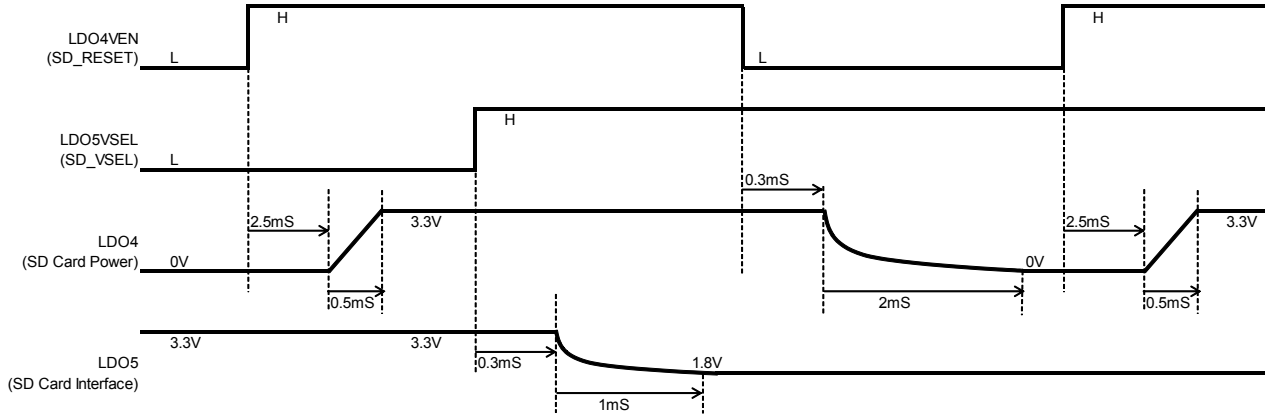 H
H
LDO4VEN
(SD_RESET)
L
L
H
LDO5VSEL
(SD_VSEL)
L
0.3mS
2.5mS
3.3V
2.5mS
3.3V
LDO4
(SD Card Power)
0V
0V
0.5mS
2mS
0.5mS
3.3V
3.3V
0.3mS
1.8V
LDO5
(SD Card Interface)
1mS